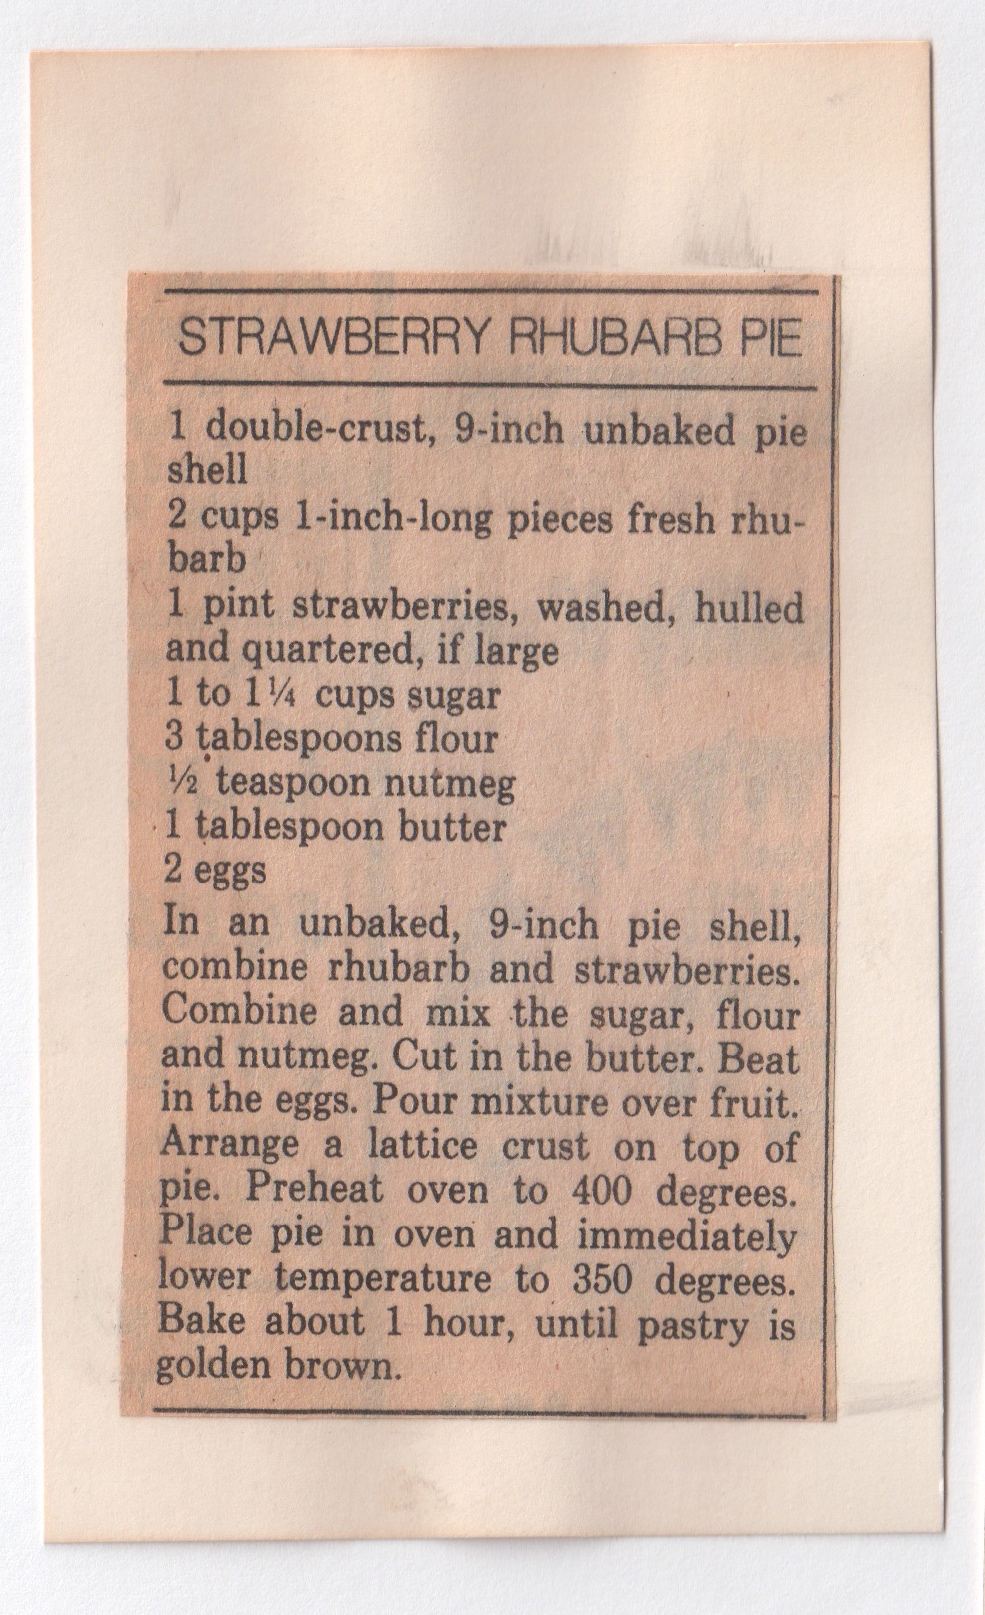 STRAWBERRY RHUBARB PIE
1 double-crust, 9-inch unbaked pie
shell
2 cups 1-inch-long pieces fresh rhu-
barb
1 pint strawberries, washed, hulled
and quartered, if large
1 to 1¼ cups sugar
3 tablespoons flour
½ teaspoon nutmeg
1 tablespoon butter
2 eggs
In an unbaked, 9-inch pie shell,
combine rhubarb and strawberries.
Combine and mix the sugar, flour
and nutmeg. Cut in the butter. Beat
in the eggs. Pour mixture over fruit.
Arrange a lattice crust on top of
pie. Preheat oven to 400 degrees.
Place pie in oven and immediately
lower temperature to 350 degrees.
Bake about 1 hour, until pastry is
golden brown.